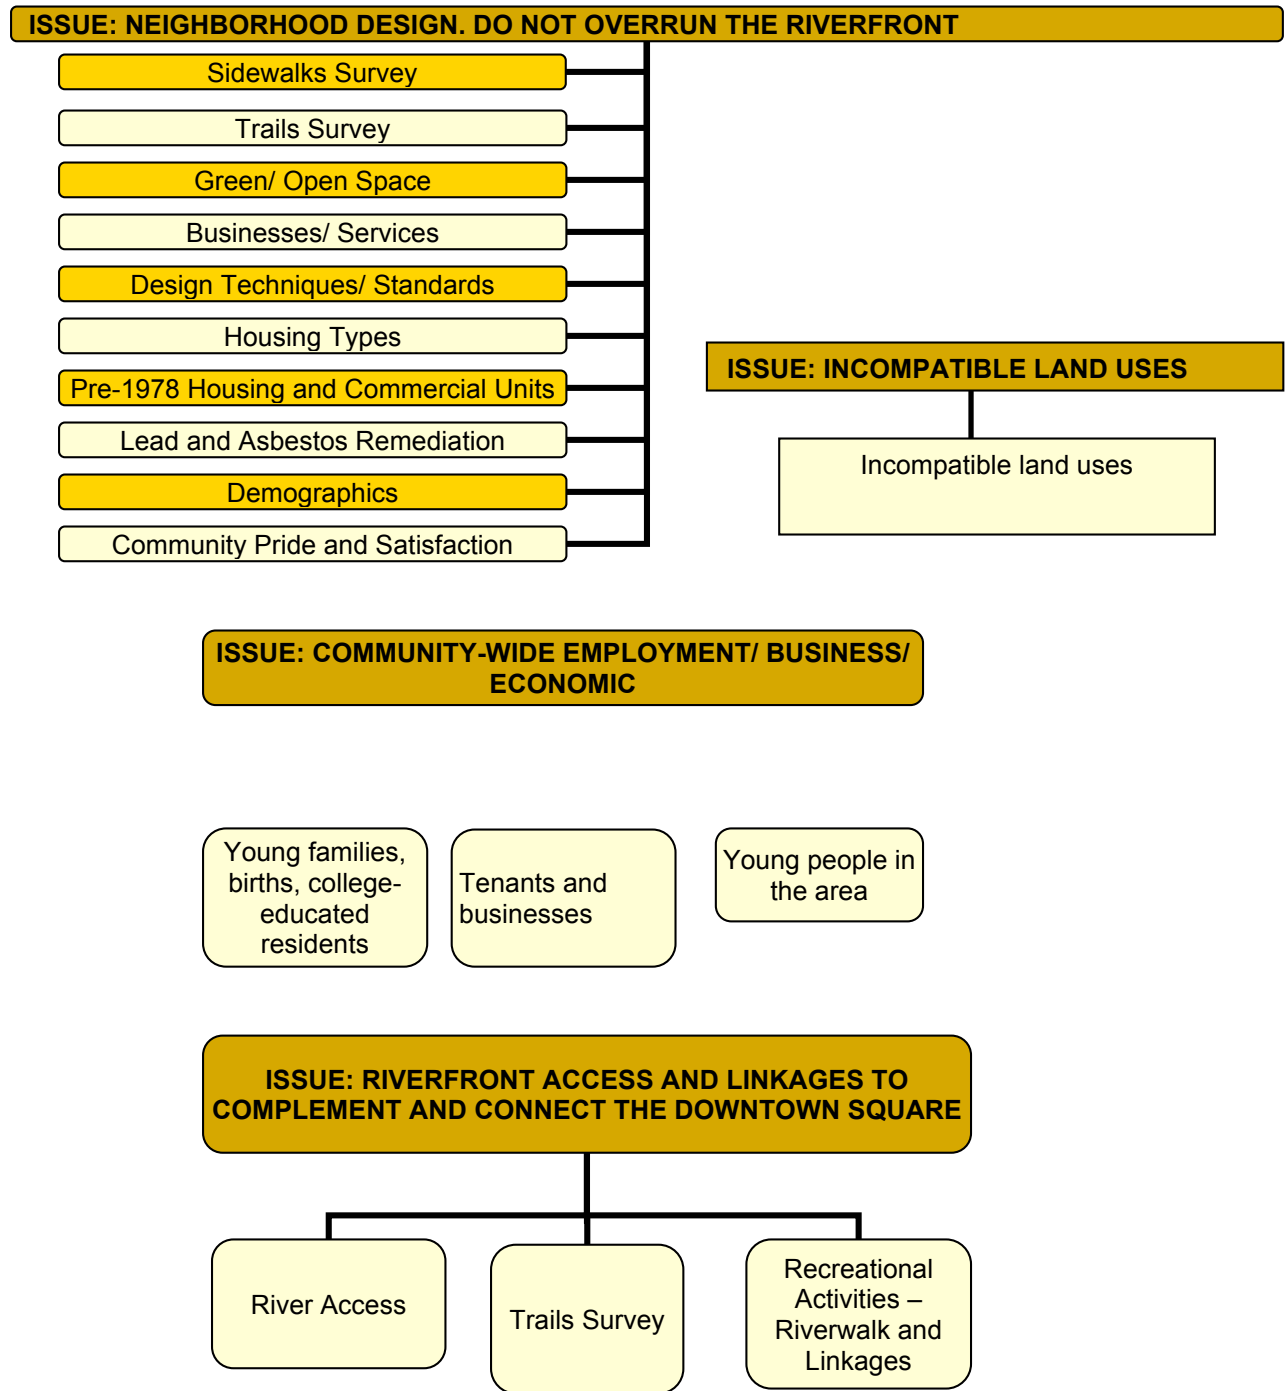 ISSUE: NEIGHBORHOOD DESIGN. DO NOT OVERRUN THE RIVERFRONT
Sidewalks Survey
Trails Survey
Green/ Open Space
Businesses/ Services
Design Techniques/ Standards
Housing Types
Pre-1978 Housing and Commercial Units
Lead and Asbestos Remediation
Demographics
Community Pride and Satisfaction
ISSUE: INCOMPATIBLE LAND USES
Incompatible land uses
ISSUE: COMMUNITY-WIDE EMPLOYMENT/ BUSINESS/
ECONOMIC
Young families,
births, college-
educated
residents
Tenants and
businesses
Young people in
the area
ISSUE: RIVERFRONT ACCESS AND LINKAGES TO
COMPLEMENT AND CONNECT THE DOWNTOWN SQUARE
River Access
Trails Survey
Recreational
Activities –
Riverwalk and
Linkages